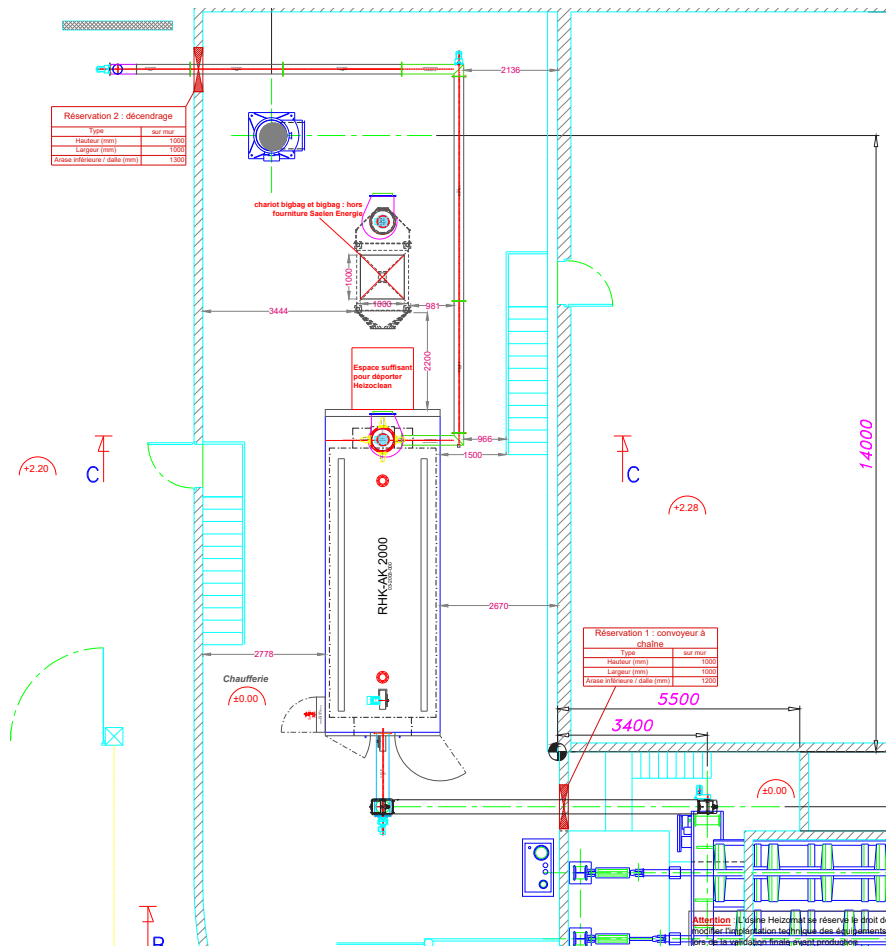 2136
Réservation 2 : décendrage
Type sur mur
Hauteur (mm) 1000
Largeur (mm) 1000
Arase inférieure / dalle (mm) 1300
chariot bigbag et bigbag : hors
fourniture Saelen Energie
1000
1000
981
3444
2200
Espace suffisant
pour déporter
Heizoclean
966
1500
C
C
+2.20
+2.28
14000
RHK-AK 2000
2670
2778
Chaufferie
±0.00
Réservation 1 : convoyeur à
chaîne
Type sur mur
Hauteur (mm) 1000
Largeur (mm) 1000
Arase inférieure / dalle (mm) 1200
5500
3400
±0.00
B
Attention : L'usine Heizomat se réserve le droit de
modifier l'implantation technique des équipements
lors de la validation finale avant production.